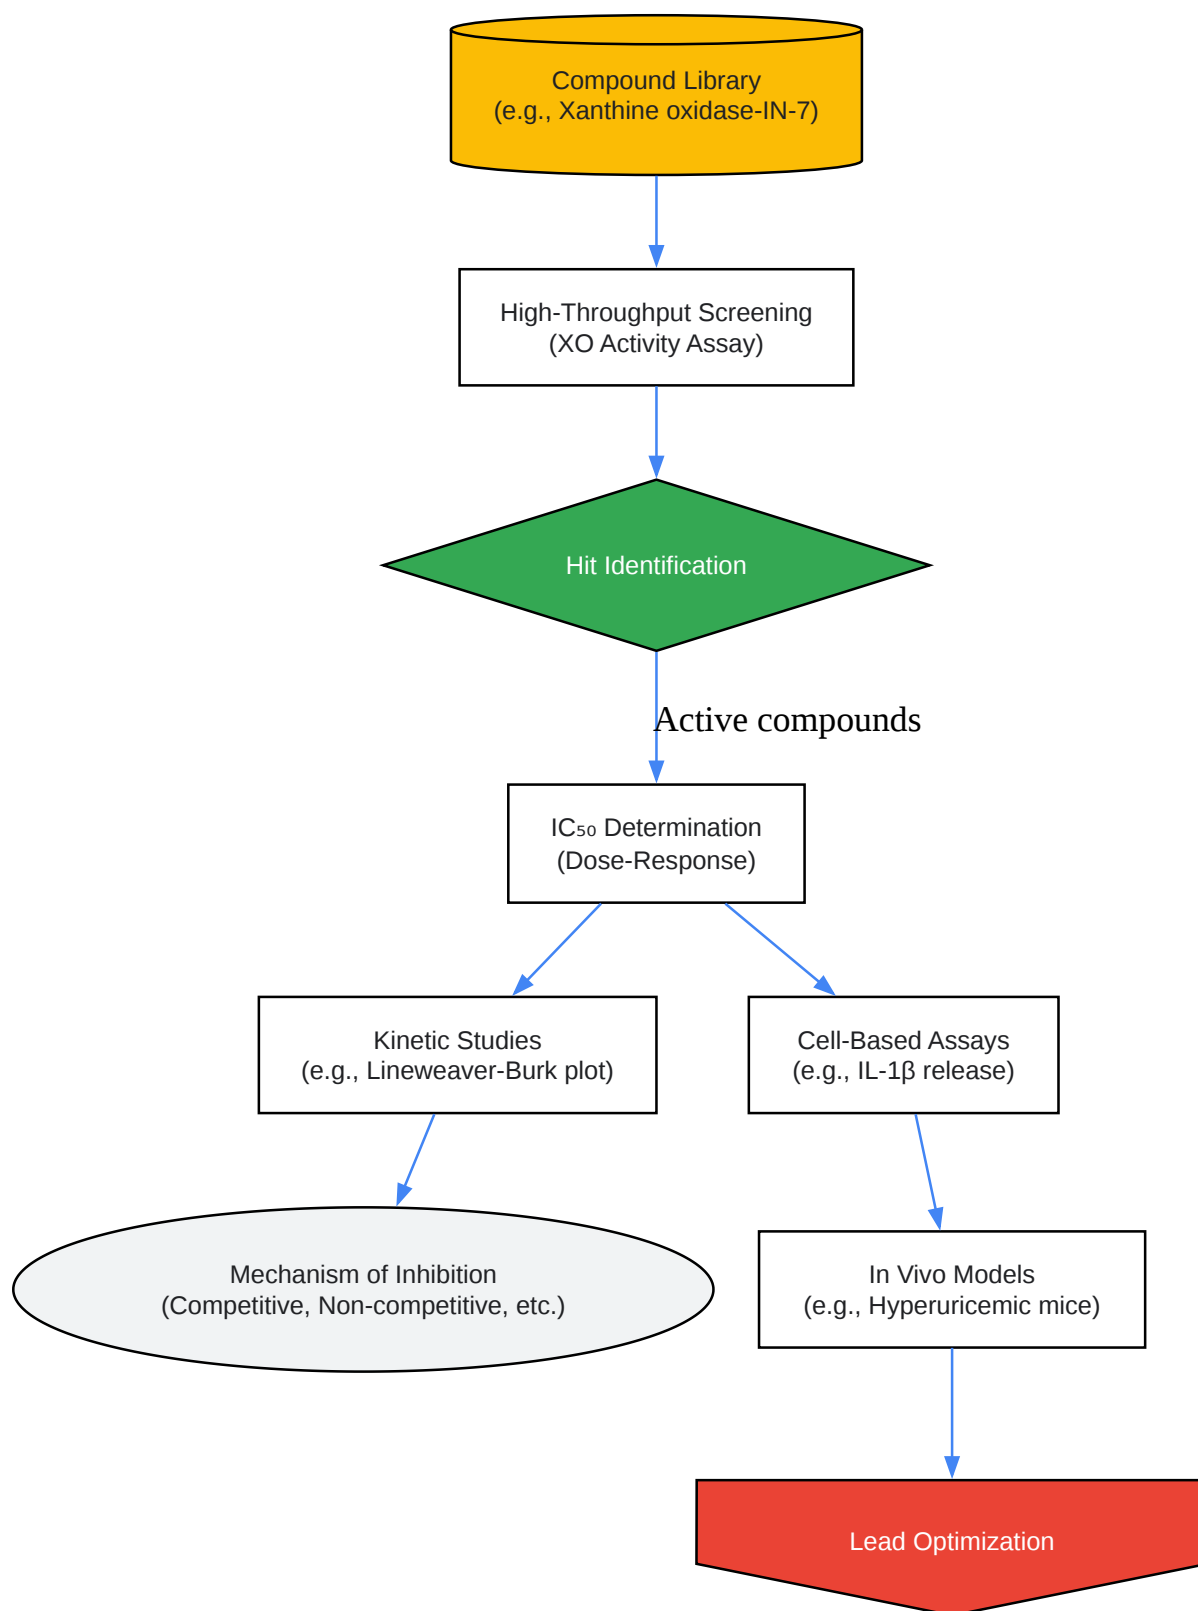 Compound Library
(e.g., Xanthine oxidase-IN-7)
High-Throughput Screening
(XO Activity Assay)
Hit Identification
Active compounds
IC₅₀ Determination
(Dose-Response)
Kinetic Studies
(e.g., Lineweaver-Burk plot)
Cell-Based Assays
(e.g., IL-1β release)
Mechanism of Inhibition
(Competitive, Non-competitive, etc.)
In Vivo Models
(e.g., Hyperuricemic mice)
Lead Optimization